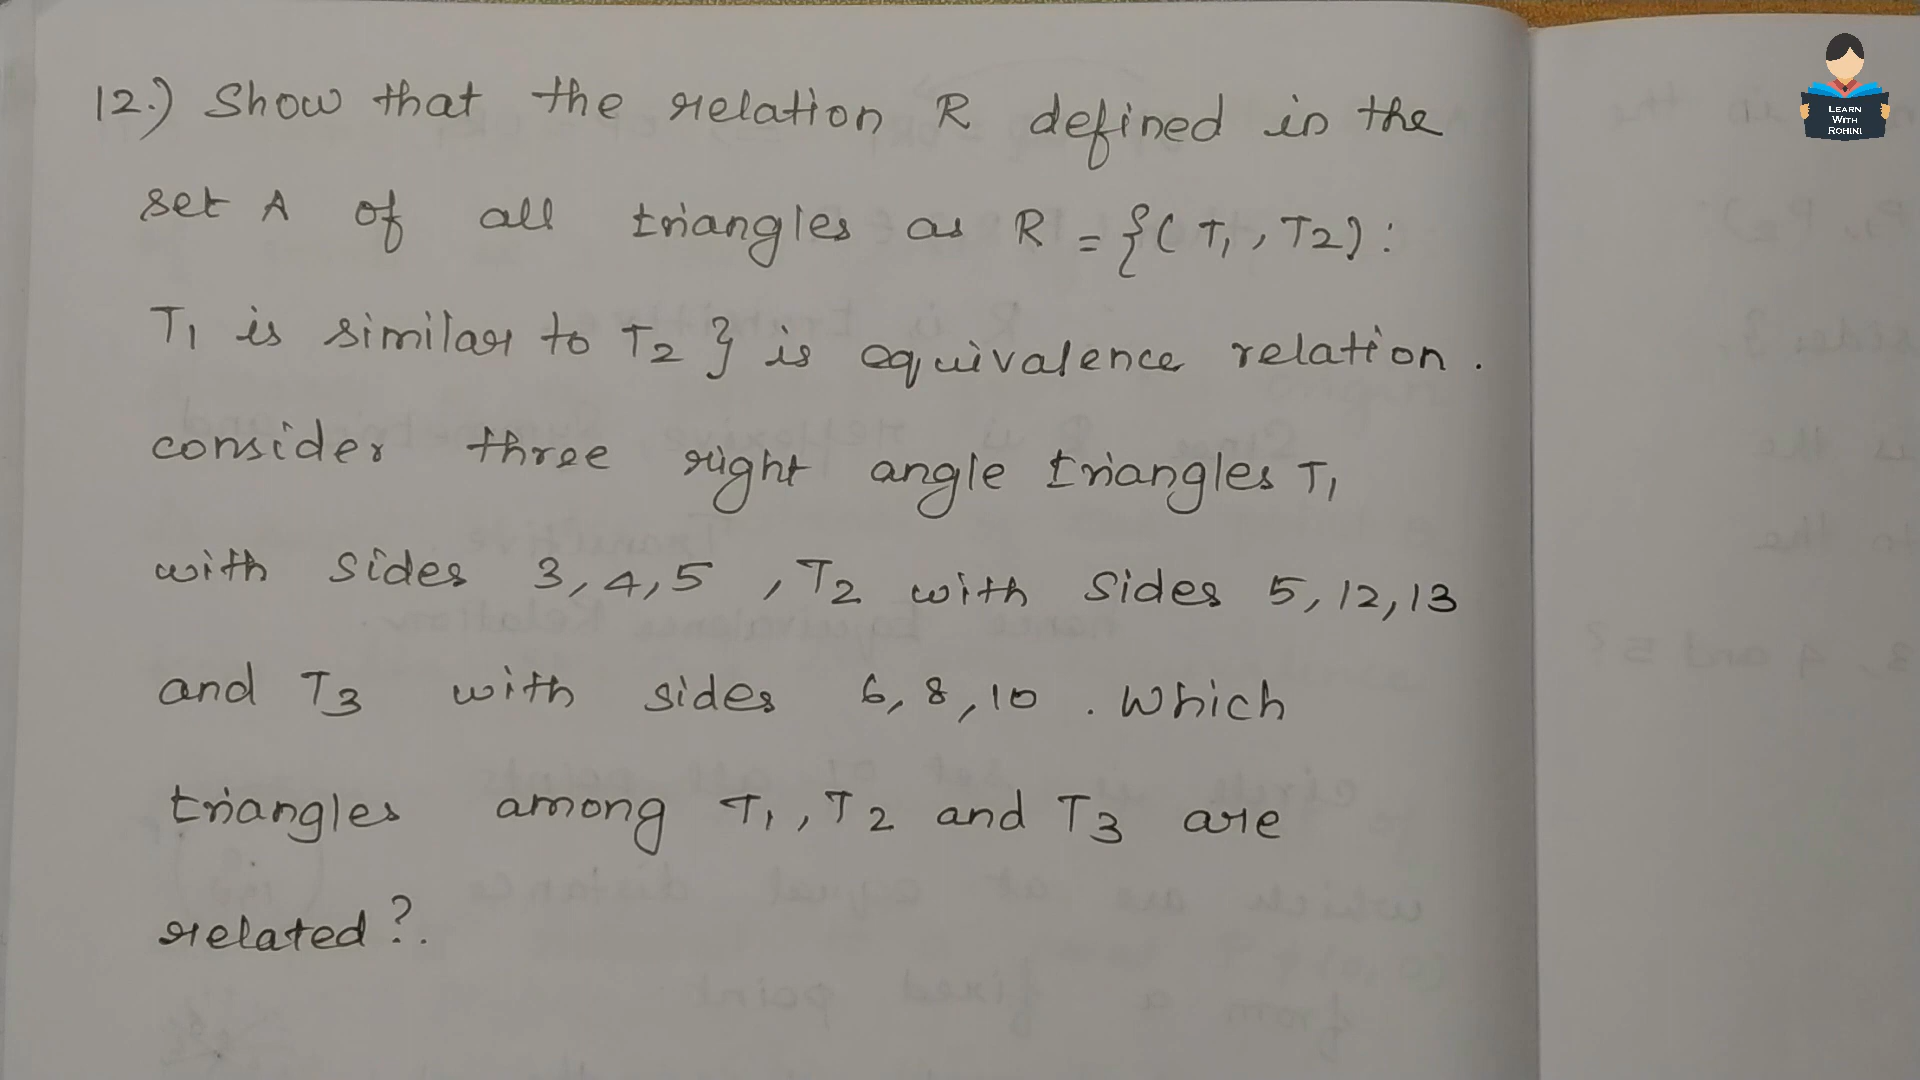 12.) Show that the relation R defined in the
set A of all triangles as R = {(T1, T2):
T1 is similar to T2 } is equivalence relation.
consider three right angle triangles T1
with sides 3,4,5 , T2 with sides 5,12,13
and T3 with sides 6,8,10 . Which
triangles among T1, T2 and T3 are
related?.
LEARN
WITH
ROHINI